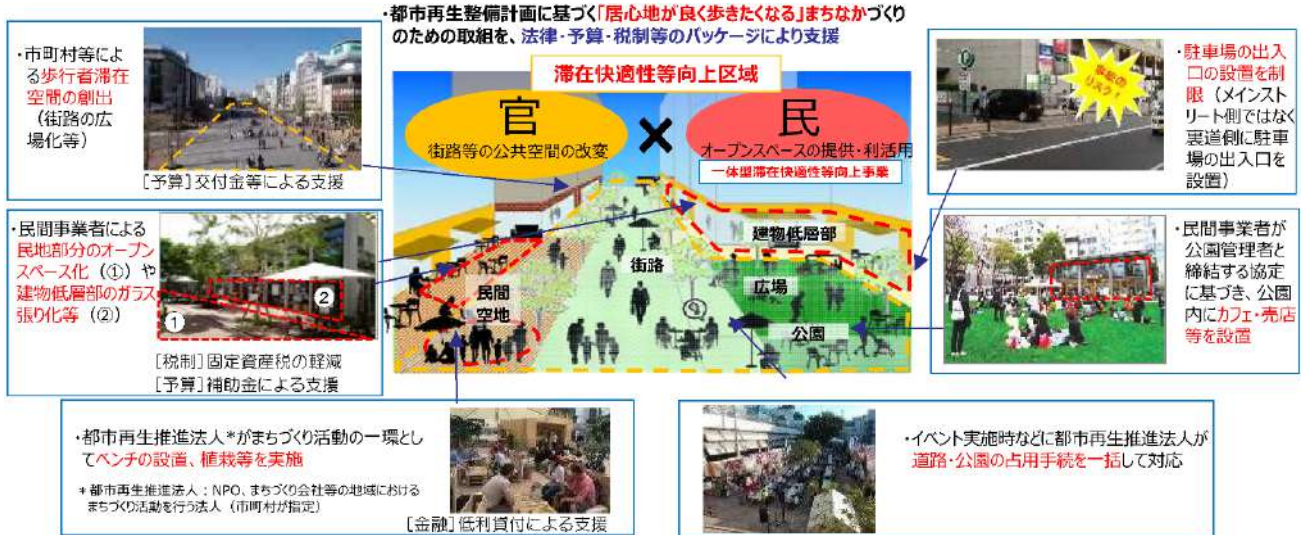 ・都市再生整備計画に基づく「居心地が良く歩きたくなる」まちなかづくり
のための取組を、法律・予算・税制等のパッケージにより支援
・市町村等によ
る歩行者滞在
空間の創出
（街路の広
場化等）
[予算]交付金等による支援
・民間事業者による
民地部分のオープン
スペース化（①）や
建物低層部のガラス
張り化等（②）
①
②
[税制]固定資産税の軽減
[予算]補助金による支援
滞在快適性等向上区域
官
街路等の公共空間の改変
×
民
オープンスペースの提供・利活用
一体型滞在快適性等向上事業
建物低層部
街路
広場
民間
空地
公園
事故の
リスク！
・駐車場の出入
口の設置を制
限（メインスト
リート側ではなく
裏道側に駐車
場の出入口を
設置）
・民間事業者が
公園管理者と
締結する協定
に基づき、公園
内にカフェ・売店
等を設置
・都市再生推進法人*がまちづくり活動の一環とし
てベンチの設置、植栽等を実施
*都市再生推進法人：NPO、まちづくり会社等の地域における
まちづくり活動を行う法人（市町村が指定）
[金融]低利貸付による支援
・イベント実施時などに都市再生推進法人が
道路・公園の占用手続を一括して対応